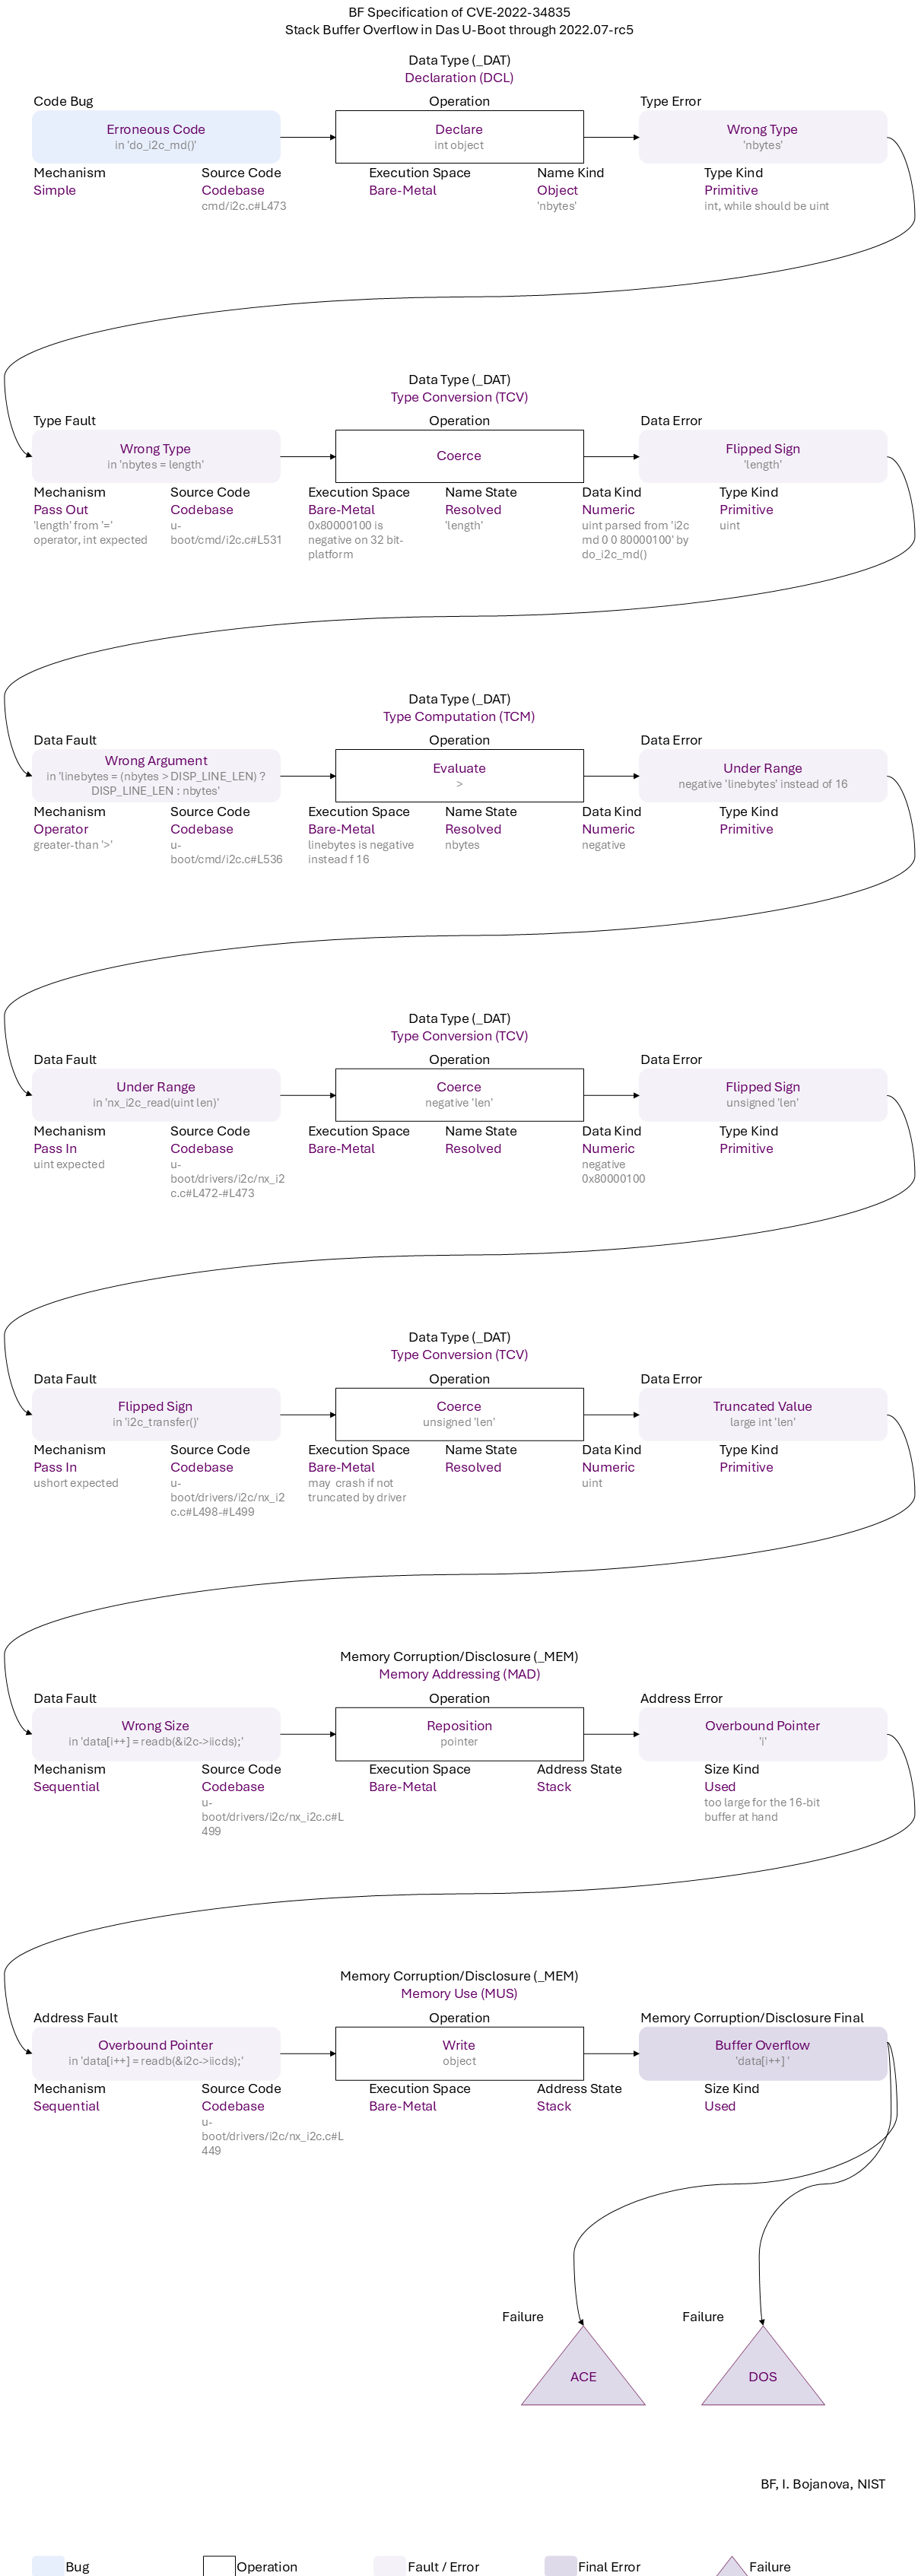 BF Specification of CVE-2022-34835
Stack Buffer Overflow in Das U-Boot through 2022.07-rc5
Data Type (_DAT)
Declaration (DCL)
Code Bug
Operation
Type Error
Erroneous Code
in 'do_i2c_md()'
Declare
int object
Wrong Type
'nbytes'
Mechanism
Simple
Source Code
Codebase
cmd/i2c.c#L473
Execution Space
Bare-Metal
Name Kind
Object
'nbytes'
Type Kind
Primitive
int, while should be uint
Data Type (_DAT)
Type Conversion (TCV)
Type Fault
Operation
Data Error
Wrong Type
in 'nbytes = length'
Coerce
Flipped Sign
'length'
Mechanism
Pass Out
'length' from '='
operator, int expected
Source Code
Codebase
u-
boot/cmd/i2c.c#L531
Execution Space
Bare-Metal
0x80000100 is
negative on 32 bit-
platform
Name State
Resolved
'length'
Data Kind
Numeric
uint parsed from 'i2c
md 0 0 80000100' by
do_i2c_md()
Type Kind
Primitive
uint
Data Type (_DAT)
Type Computation (TCM)
Data Fault
Operation
Data Error
Wrong Argument
in 'linebytes = (nbytes > DISP_LINE_LEN) ?
DISP_LINE_LEN : nbytes'
Evaluate
>
Under Range
negative 'linebytes' instead of 16
Mechanism
Operator
greater-than '>'
Source Code
Codebase
u-
boot/cmd/i2c.c#L536
Execution Space
Bare-Metal
linebytes is negative
instead f 16
Name State
Resolved
nbytes
Data Kind
Numeric
negative
Type Kind
Primitive
Data Type (_DAT)
Type Conversion (TCV)
Data Fault
Operation
Data Error
Under Range
in 'nx_i2c_read(uint len)'
Coerce
negative 'len'
Flipped Sign
unsigned 'len'
Mechanism
Pass In
uint expected
Source Code
Codebase
u-
boot/drivers/i2c/nx_i2
c.c#L472-#L473
Execution Space
Bare-Metal
Name State
Resolved
Data Kind
Numeric
negative
0x80000100
Type Kind
Primitive
Data Type (_DAT)
Type Conversion (TCV)
Data Fault
Operation
Data Error
Flipped Sign
in 'i2c_transfer()'
Coerce
unsigned 'len'
Truncated Value
large int 'len'
Mechanism
Pass In
ushort expected
Source Code
Codebase
u-
boot/drivers/i2c/nx_i2
c.c#L498-#L499
Execution Space
Bare-Metal
may crash if not
truncated by driver
Name State
Resolved
Data Kind
Numeric
uint
Type Kind
Primitive
Memory Corruption/Disclosure (_MEM)
Memory Addressing (MAD)
Data Fault
Operation
Address Error
Wrong Size
in 'data[i++] = readb(&i2c->iicds);'
Reposition
pointer
Overbound Pointer
'i'
Mechanism
Sequential
Source Code
Codebase
u-
boot/drivers/i2c/nx_i2c.c#L
499
Execution Space
Bare-Metal
Address State
Stack
Size Kind
Used
too large for the 16-bit
buffer at hand
Memory Corruption/Disclosure (_MEM)
Memory Use (MUS)
Address Fault
Operation
Memory Corruption/Disclosure Final
Overbound Pointer
in 'data[i++] = readb(&i2c->iicds);'
Write
object
Buffer Overflow
'data[i++] '
Mechanism
Sequential
Source Code
Codebase
u-
boot/drivers/i2c/nx_i2c.c#L
449
Execution Space
Bare-Metal
Address State
Stack
Size Kind
Used
Failure
Failure
ACE
DOS
BF, I. Bojanova, NIST
Bug
Operation
Fault / Error
Final Error
Failure